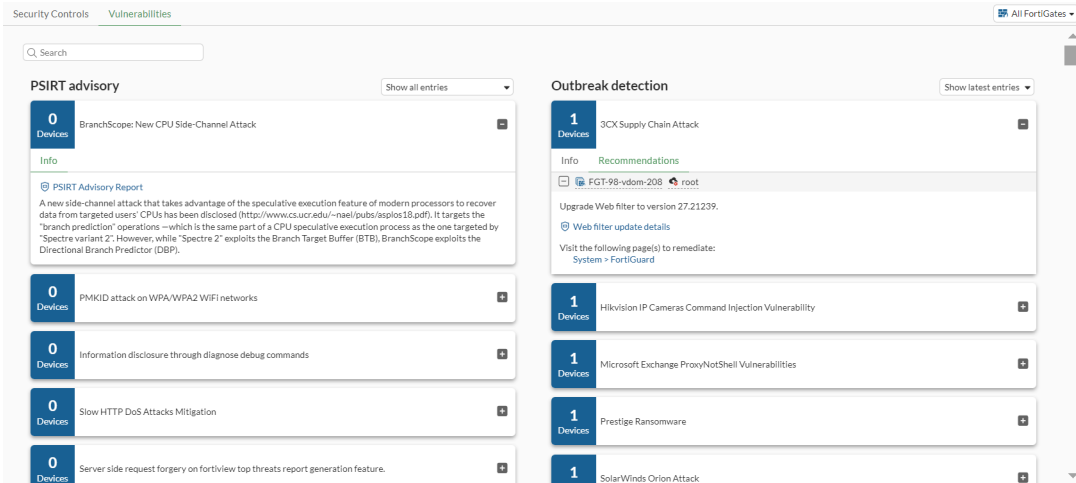 Security Controls Vulnerabilities All FortiGates
Search
PSIRT advisory Show all entries
0
Devices
BranchScope: New CPU Side-Channel Attack
Info
PSIRT Advisory Report
A new side-channel attack that takes advantage of the speculative execution feature of modern processors to recover
data from targeted users' CPUs has been disclosed (http://www.cs.ucr.edu/~nael/pubs/asplos18.pdf). It targets the
"branch prediction" operations —which is the same part of a CPU speculative execution process as the one targeted by
"Spectre variant 2". However, while "Spectre 2" exploits the Branch Target Buffer (BTB), BranchScope exploits the
Directional Branch Predictor (DBP).
0
Devices
PMKID attack on WPA/WPA2 WiFi networks
0
Devices
Information disclosure through diagnose debug commands
0
Devices
Slow HTTP DoS Attacks Mitigation
0
Devices
Server side request forgery on fortiview top threats report generation feature.
Outbreak detection Show latest entries
1
Devices
3CX Supply Chain Attack
Info Recommendations
FGT-98-vdom-208 root
Upgrade Web filter to version 27.21239.
Web filter update details
Visit the following page(s) to remediate:
System > FortiGuard
1
Devices
Hikvision IP Cameras Command Injection Vulnerability
1
Devices
Microsoft Exchange ProxyNotShell Vulnerabilities
1
Devices
Prestige Ransomware
1
SolarWinds Orion Attack